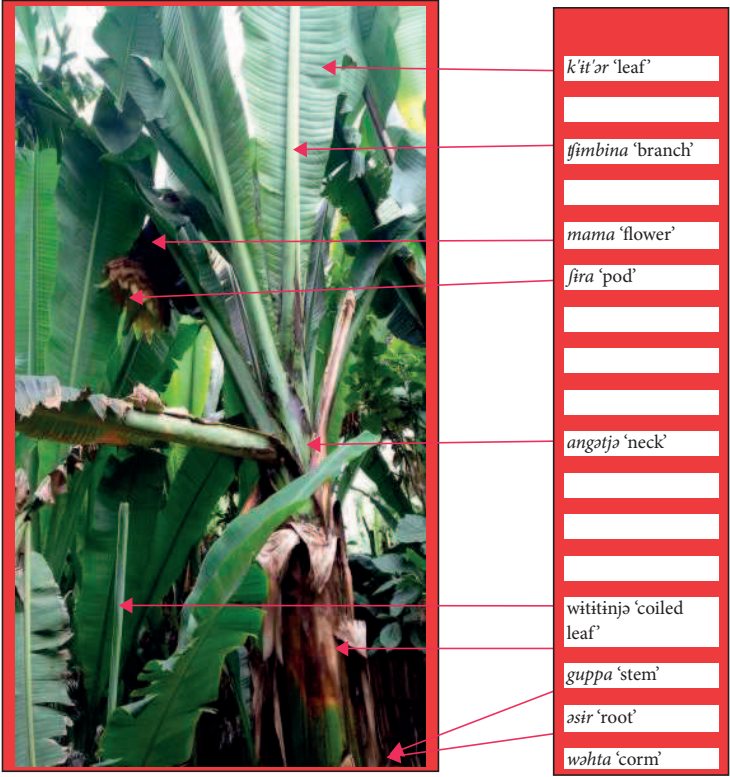 k'ɨt'ər ‘leaf’
ʧɨmbina ‘branch’
mama ‘flower’
ʃɨra ‘pod’
angətjə ‘neck’
wɨtɨtɨnjə ‘coiled
leaf’
guppa ‘stem’
əsɨr ‘root’
wəhta ‘corm’